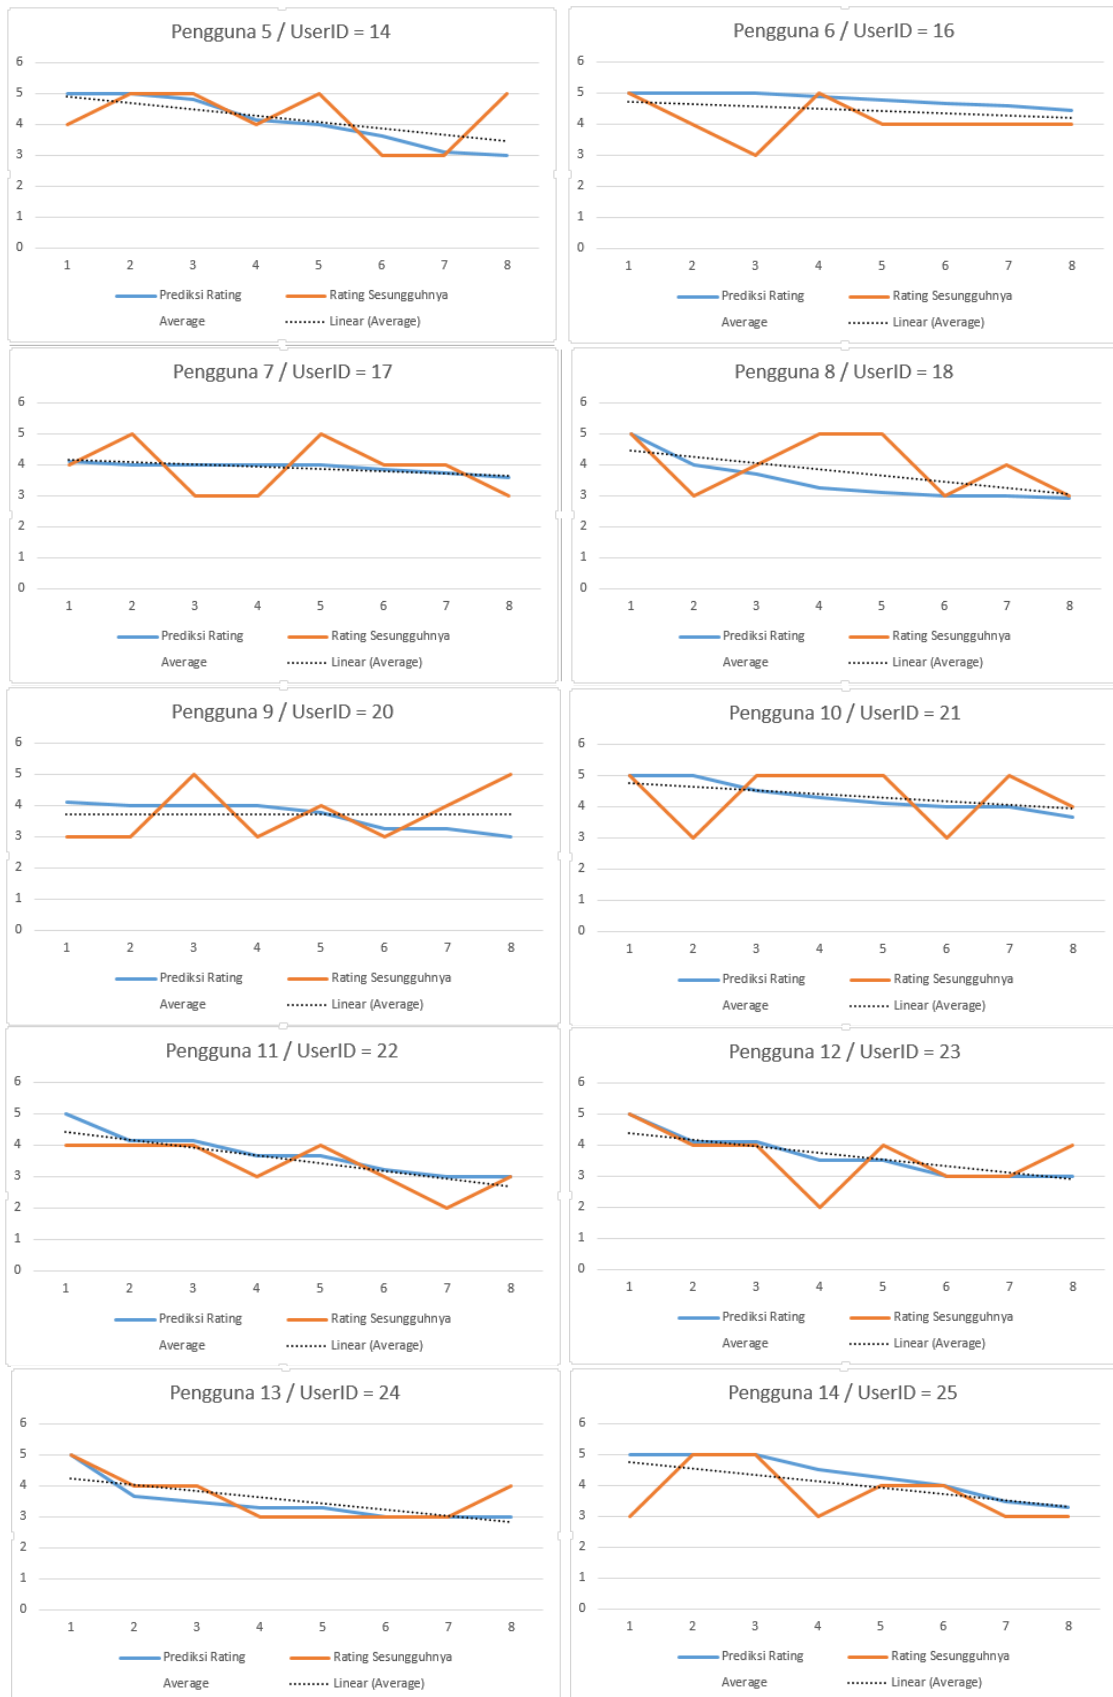 Pengguna 5 / UserID = 14
6
5
4
3
2
1
0
1 2 3 4 5 6 7 8
Prediksi Rating Rating Sesungguhnya
Average Linear (Average)
Pengguna 6 / UserID = 16
6
5
4
3
2
1
0
1 2 3 4 5 6 7 8
Prediksi Rating Rating Sesungguhnya
Average Linear (Average)
Pengguna 7 / UserID = 17
6
5
4
3
2
1
0
1 2 3 4 5 6 7 8
Prediksi Rating Rating Sesungguhnya
Average Linear (Average)
Pengguna 8 / UserID = 18
6
5
4
3
2
1
0
1 2 3 4 5 6 7 8
Prediksi Rating Rating Sesungguhnya
Average Linear (Average)
Pengguna 9 / UserID = 20
6
5
4
3
2
1
0
1 2 3 4 5 6 7 8
Prediksi Rating Rating Sesungguhnya
Average Linear (Average)
Pengguna 10 / UserID = 21
6
5
4
3
2
1
0
1 2 3 4 5 6 7 8
Prediksi Rating Rating Sesungguhnya
Average Linear (Average)
Pengguna 11 / UserID = 22
6
5
4
3
2
1
0
1 2 3 4 5 6 7 8
Prediksi Rating Rating Sesungguhnya
Average Linear (Average)
Pengguna 12 / UserID = 23
6
5
4
3
2
1
0
1 2 3 4 5 6 7 8
Prediksi Rating Rating Sesungguhnya
Average Linear (Average)
Pengguna 13 / UserID = 24
6
5
4
3
2
1
0
1 2 3 4 5 6 7 8
Prediksi Rating Rating Sesungguhnya
Average Linear (Average)
Pengguna 14 / UserID = 25
6
5
4
3
2
1
0
1 2 3 4 5 6 7 8
Prediksi Rating Rating Sesungguhnya
Average Linear (Average)